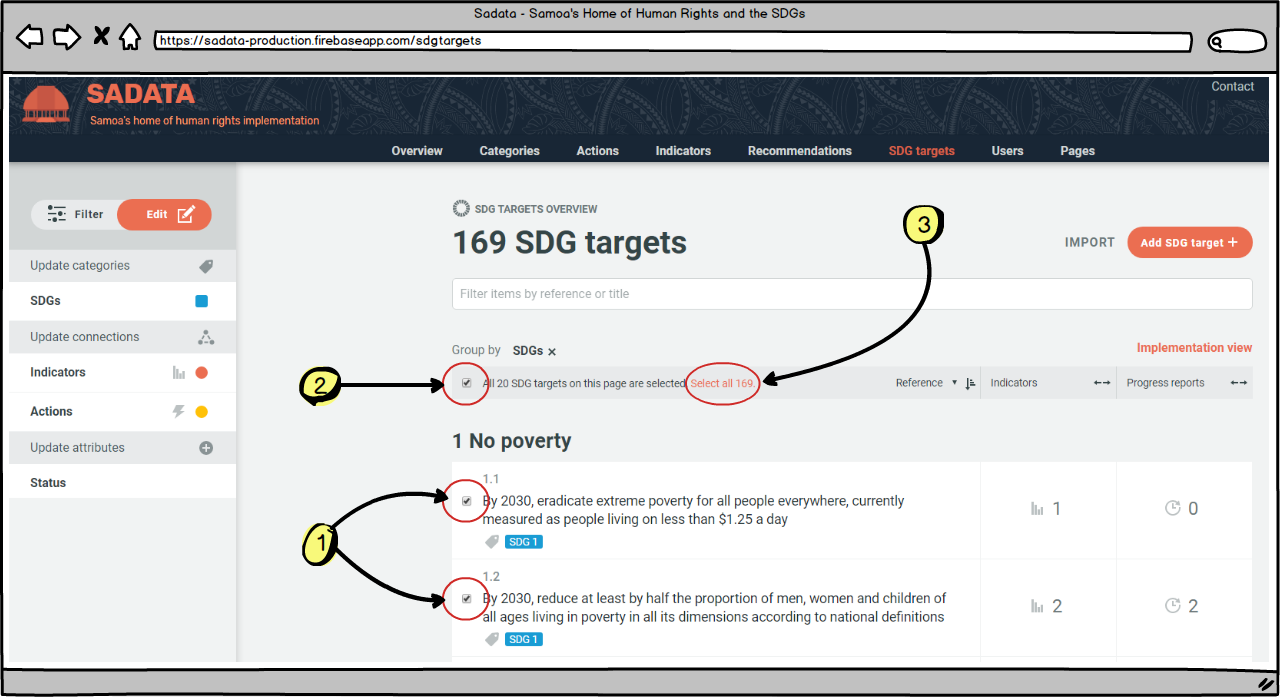 Sadata - Samoa's Home of Human Rights and the SDGs
https://sadata-production.firebaseapp.com/sdgtargets
Contact
SADATA
Samoa's home of human rights implementation
Overview Categories Actions Indicators Recommendations SDG targets Users Pages
Filter Edit
Update categories
SDGs
Update connections
Indicators
Actions
Update attributes
Status
SDG TARGETS OVERVIEW
169 SDG targets
IMPORT Add SDG target +
Filter items by reference or title
Group by SDGs x
Implementation view
All 20 SDG targets on this page are selected Select all 169. Reference Indicators Progress reports
1 No poverty
1.1
By 2030, eradicate extreme poverty for all people everywhere, currently
measured as people living on less than $1.25 a day
SDG 1
1 0
1.2
By 2030, reduce at least by half the proportion of men, women and children of
all ages living in poverty in all its dimensions according to national definitions
SDG 1
2 2
3
2
1